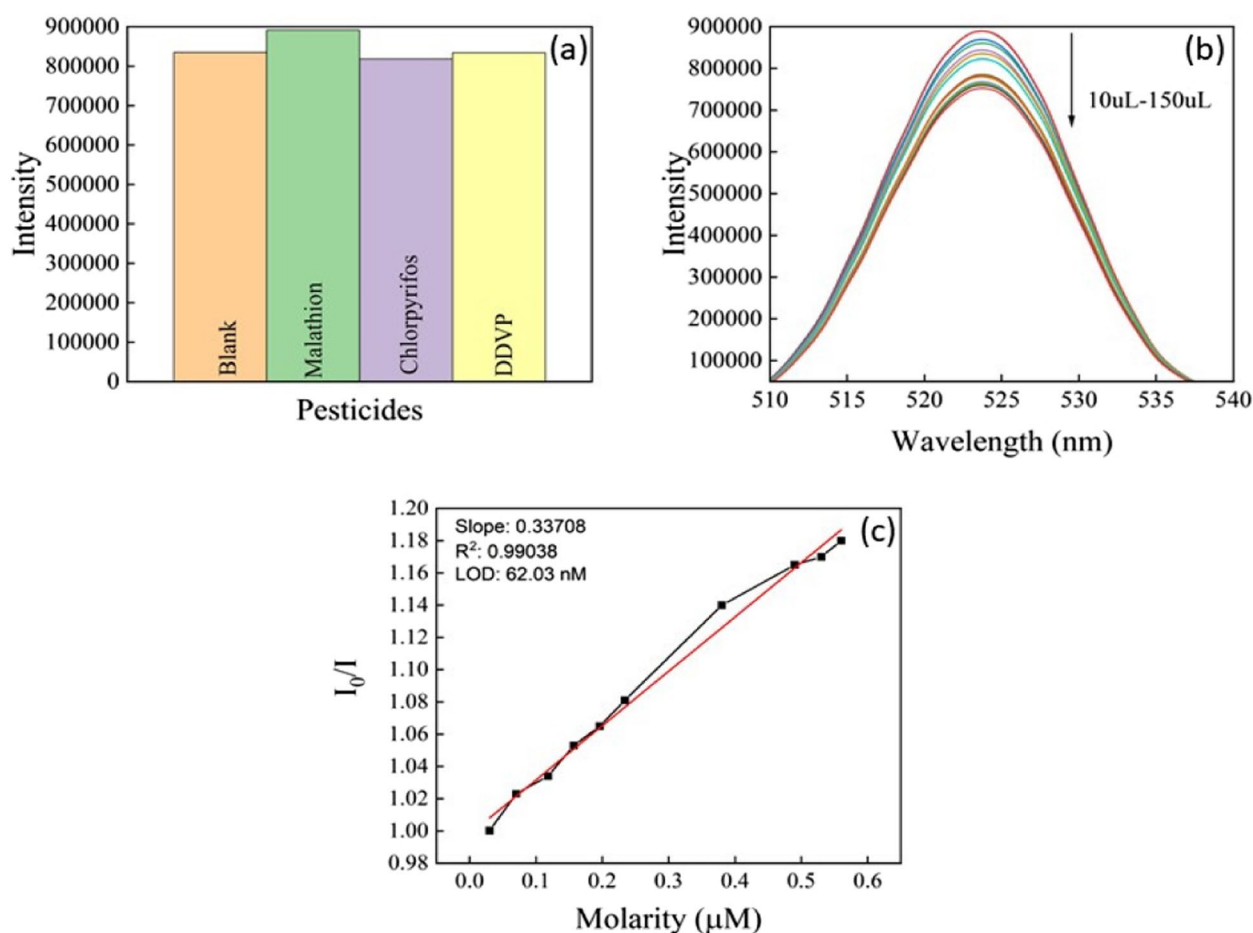 900000
800000
700000
600000
500000
400000
300000
200000
100000
0
Intensity
Blank
Malathion
Chlorpyrifos
DDVP
Pesticides
(a)
900000
800000
700000
600000
500000
400000
300000
200000
100000
Intensity
(b)
10uL-150uL
510 515 520 525 530 535 540
Wavelength (nm)
1.20
1.18
1.16
1.14
1.12
1.10
1.08
1.06
1.04
1.02
1.00
0.98
I₀/I
Slope: 0.33708
R²: 0.99038
LOD: 62.03 nM
(c)
0.0 0.1 0.2 0.3 0.4 0.5 0.6
Molarity (μM)